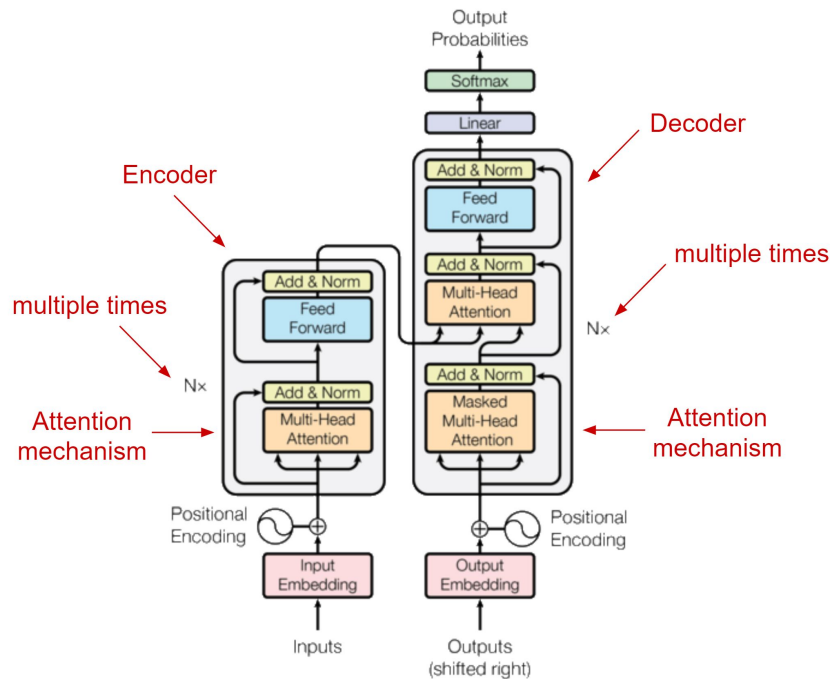 Output
Probabilities
Softmax
Linear
Decoder
Add & Norm
Feed
Forward
Encoder
Add & Norm
Multi-Head
Attention
multiple times
Nx
Add & Norm
Feed
Forward
multiple times
Nx
Add & Norm
Multi-Head
Attention
Add & Norm
Masked
Multi-Head
Attention
Attention
mechanism
Attention
mechanism
Positional
Encoding
Positional
Encoding
Input
Embedding
Output
Embedding
Inputs
Outputs
(shifted right)